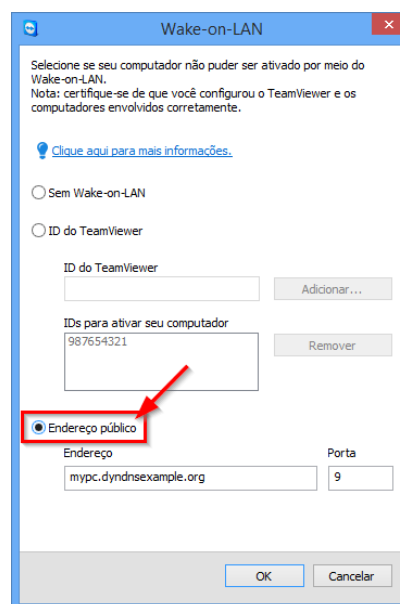 Wake-on-LAN
Selecione se seu computador não puder ser ativado por meio do
Wake-on-LAN.
Nota: certifique-se de que você configurou o TeamViewer e os
computadores envolvidos corretamente.
Clique aqui para mais informações.
Sem Wake-on-LAN
ID do TeamViewer
ID do TeamViewer
Adicionar...
IDs para ativar seu computador
987654321
Remover
Endereço público
Endereço Porta
mypc.dyndnsexample.org 9
OK Cancelar